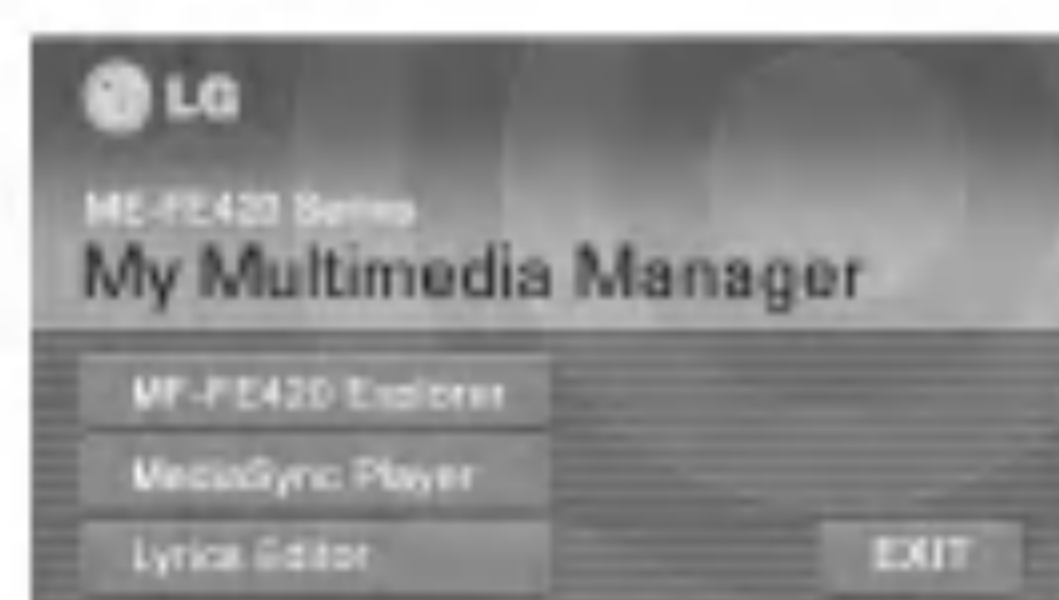 LG
MF-FE420 Series
My Multimedia Manager
MF-FE420 Explorer
MediaSync Player
Lyrics Editor
EXIT